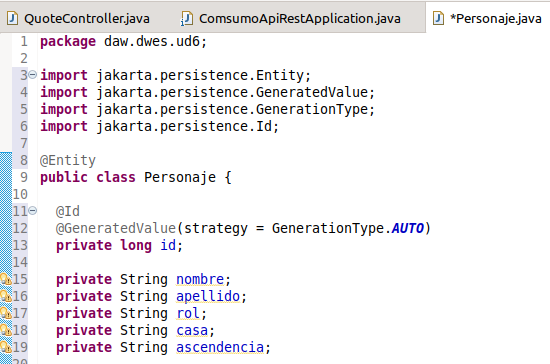 QuoteController.java ComsumoApiRestApplication.java *Personaje.java
1 package daw.dwes.ud6;
2
3 import jakarta.persistence.Entity;
4 import jakarta.persistence.GeneratedValue;
5 import jakarta.persistence.GenerationType;
6 import jakarta.persistence.Id;
7
8 @Entity
9 public class Personaje {
10
11 @Id
12 @GeneratedValue(strategy = GenerationType.AUTO)
13 private long id;
14
15 private String nombre;
16 private String apellido;
17 private String rol;
18 private String casa;
19 private String ascendencia;
20